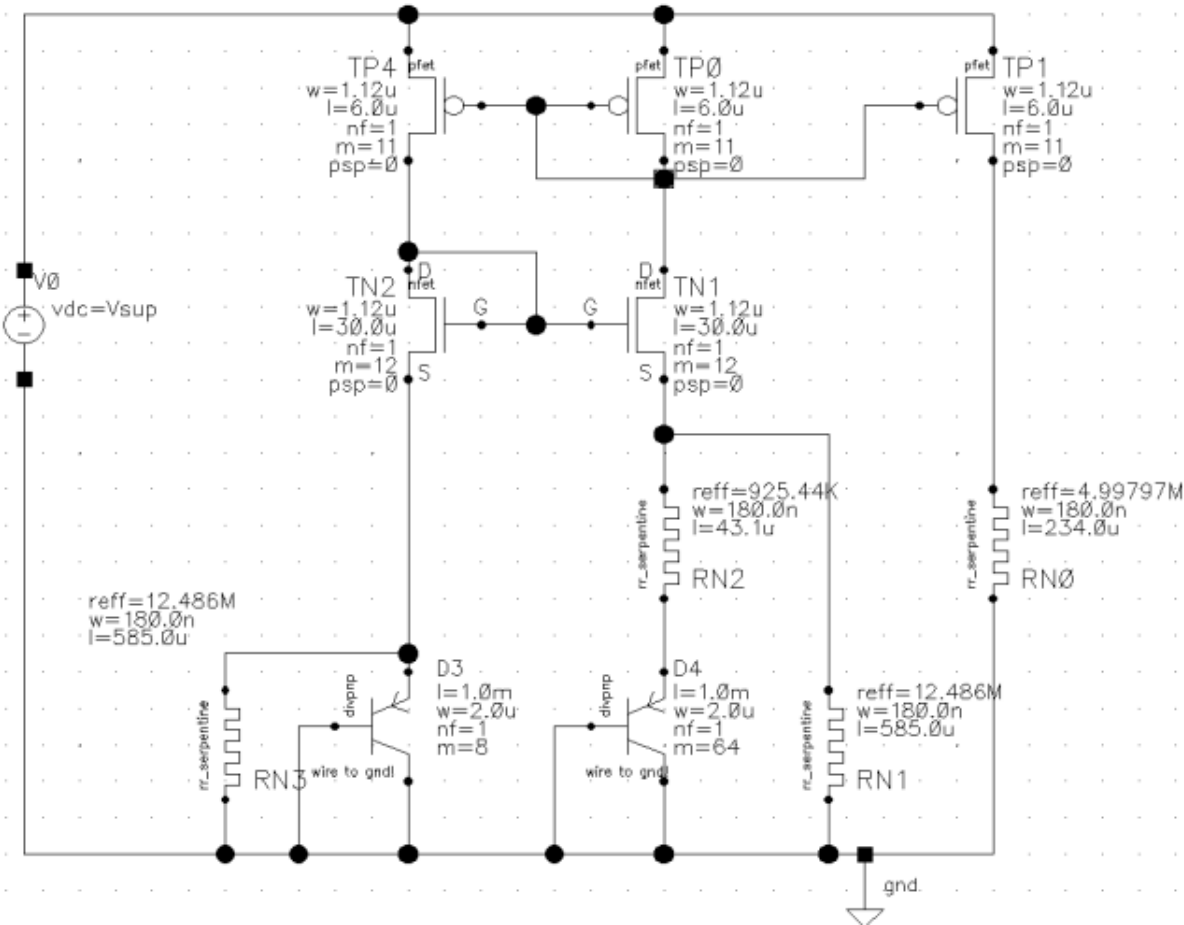 TP4
pfet
w=1.12u
l=6.0u
nf=1
m=11
psp=0
pfet
TP0
w=1.12u
l=6.0u
nf=1
m=11
psp=0
pfet
TP1
w=1.12u
l=6.0u
nf=1
m=11
psp=0
V0
+
−
vdc=Vsup
D
nfet
TN2
w=1.12u
l=30.0u
nf=1
m=12
psp=0
G
S
D
nfet
TN1
w=1.12u
l=30.0u
nf=1
m=12
psp=0
G
S
reff=925.44K
w=180.0n
l=43.1u
rr_serpentine
RN2
reff=4.99797M
w=180.0n
l=234.0u
rr_serpentine
RN0
reff=12.486M
w=180.0n
l=585.0u
rr_serpentine
RN3
D3
l=1.0m
w=2.0u
nf=1
m=8
divpnp
wire to gnd!
D4
l=1.0m
w=2.0u
nf=1
m=64
divpnp
wire to gnd!
reff=12.486M
w=180.0n
l=585.0u
rr_serpentine
RN1
gnd